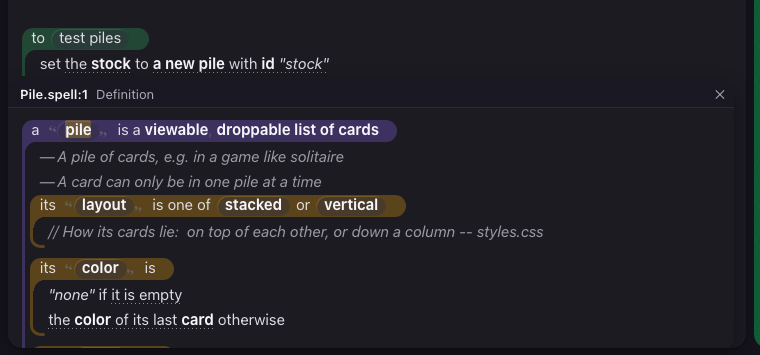 to test piles
set the stock to a new pile with id "stock"
Pile.spell:1 Definition
a “ pile ” is a viewable droppable list of cards
— A pile of cards, e.g. in a game like solitaire
— A card can only be in one pile at a time
its “ layout ” is one of stacked or vertical
// How its cards lie: on top of each other, or down a column -- styles.css
its “ color ” is
"none" if it is empty
the color of its last card otherwise